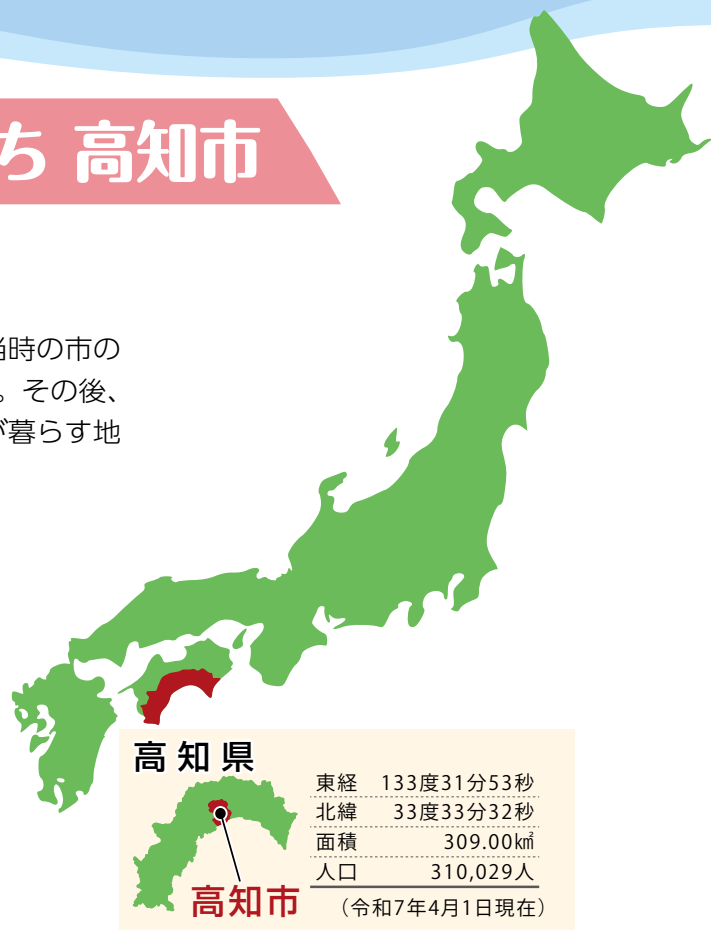 ち 高知市
当時の市の
。その後、
が暮らす地
高知県
東経 133度31分53秒
北緯 33度33分32秒
面積 309.00㎢
人口 310,029人
高知市
（令和7年4月1日現在）